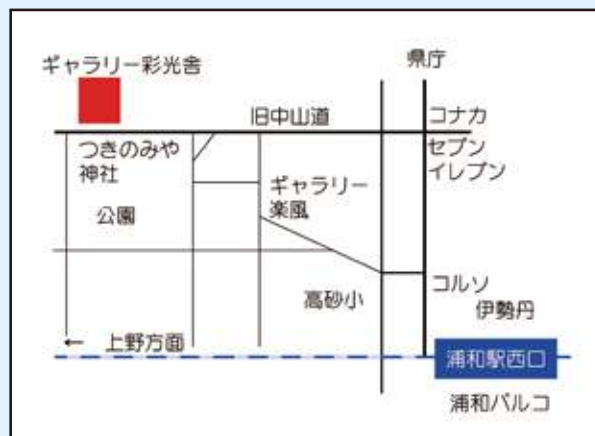 ギャラリー彩光舎
県庁
旧中山道
コナカ
つきのみや
神社
セブン
イレブン
ギャラリー
楽風
公園
コルソ
高砂小
伊勢丹
← 上野方面
浦和駅西口
浦和パルコ